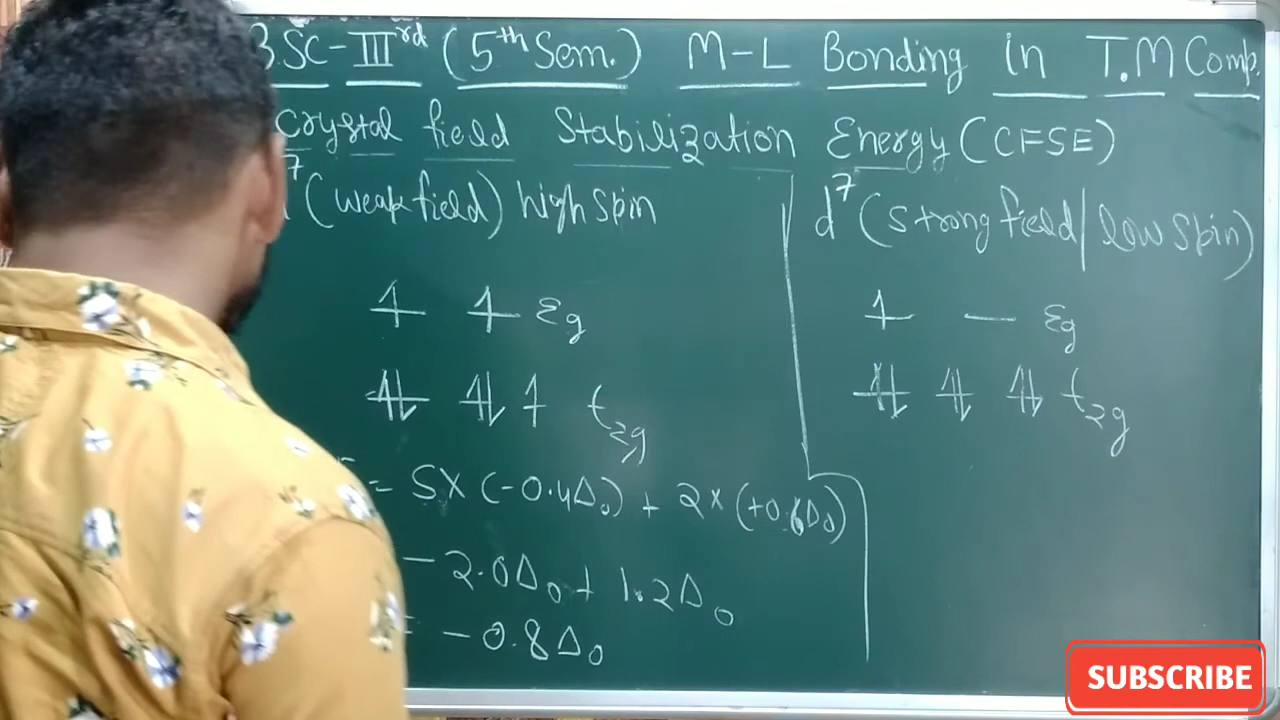 B.SC-IIIrd (5th Sem.) M-L Bonding in T.M Comp.
Crystal field Stabilization Energy (CFSE)
7 (weak field) high spin
d7 (strong field/low spin)
Eg
Eg
t2g
t2g
= 5× (-0.4Δo) + 2× (+0.6Δo)
- 2.0Δo + 1.2Δo
= - 0.8Δo
SUBSCRIBE